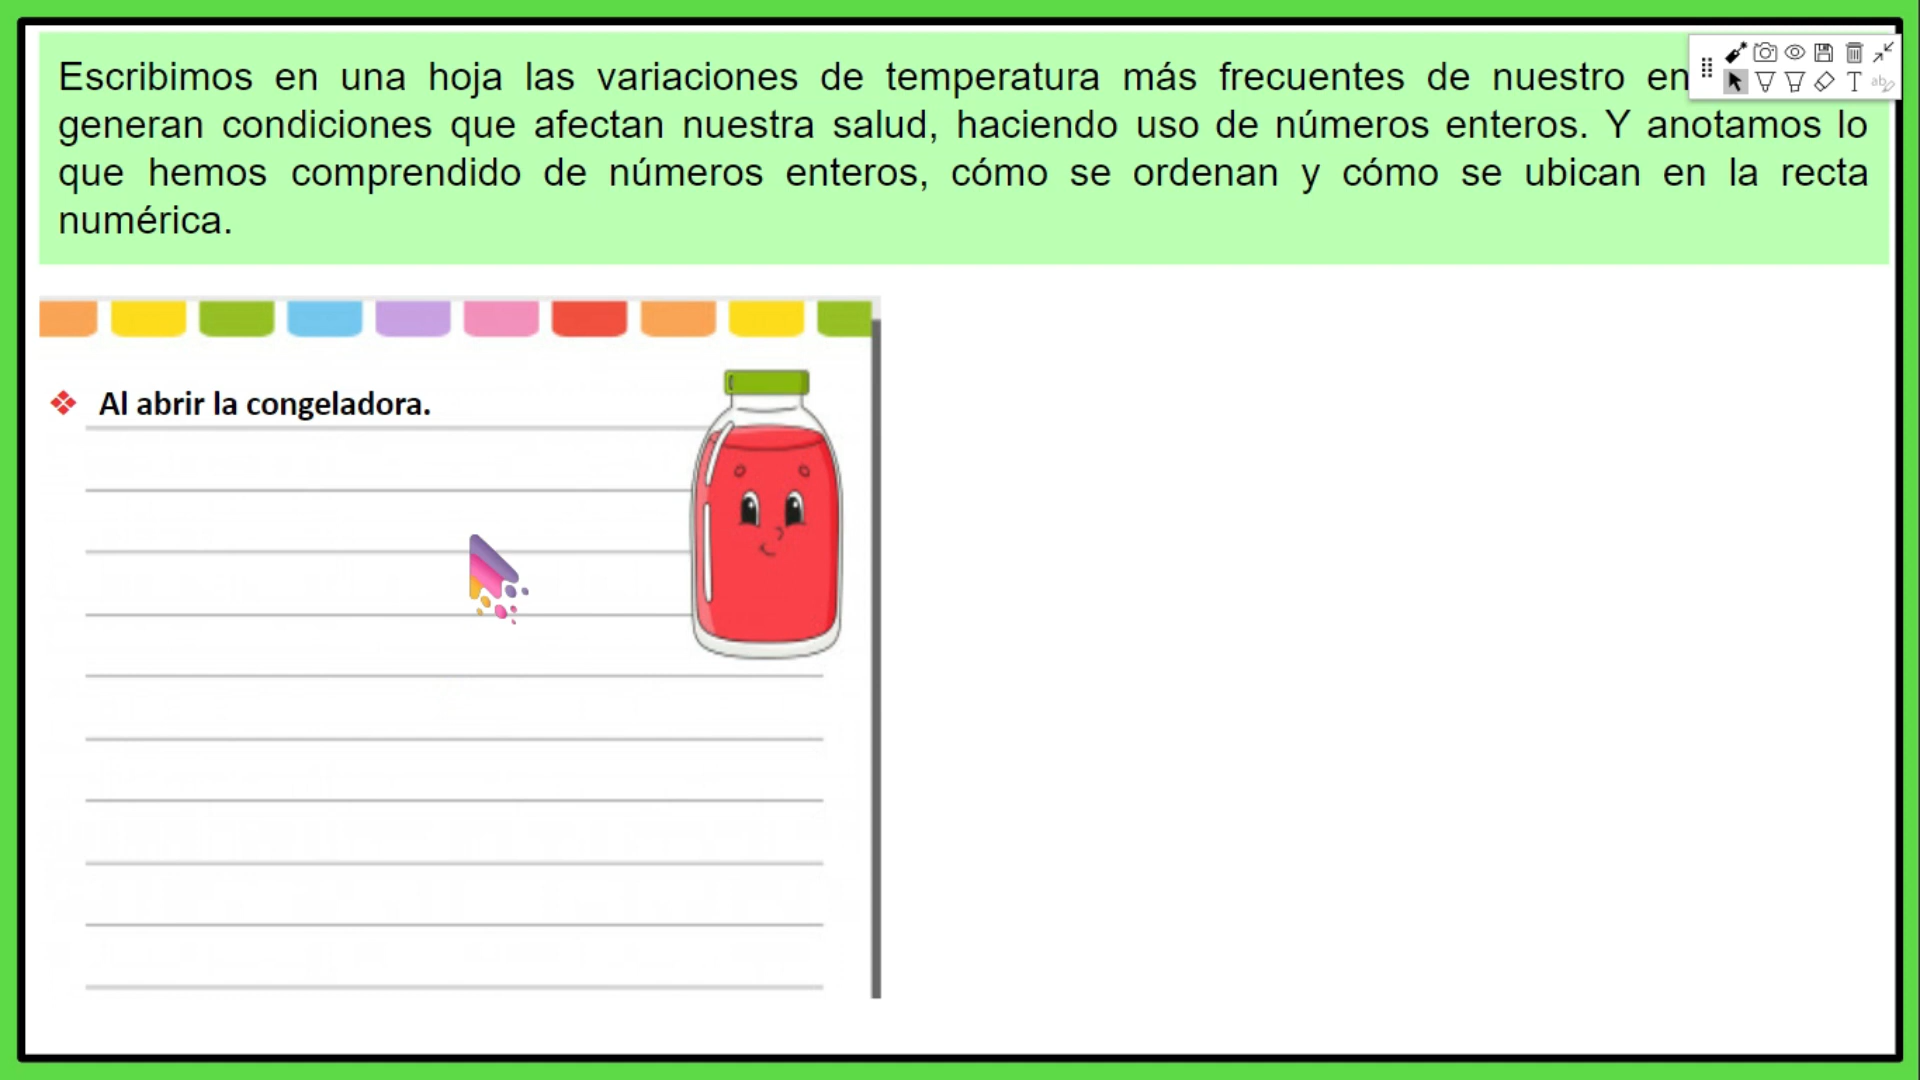 Escribimos en una hoja las variaciones de temperatura más frecuentes de nuestro
generan condiciones que afectan nuestra salud, haciendo uso de números enteros. Y anotamos lo
que hemos comprendido de números enteros, cómo se ordenan y cómo se ubican en la recta
numérica.
Al abrir la congeladora.